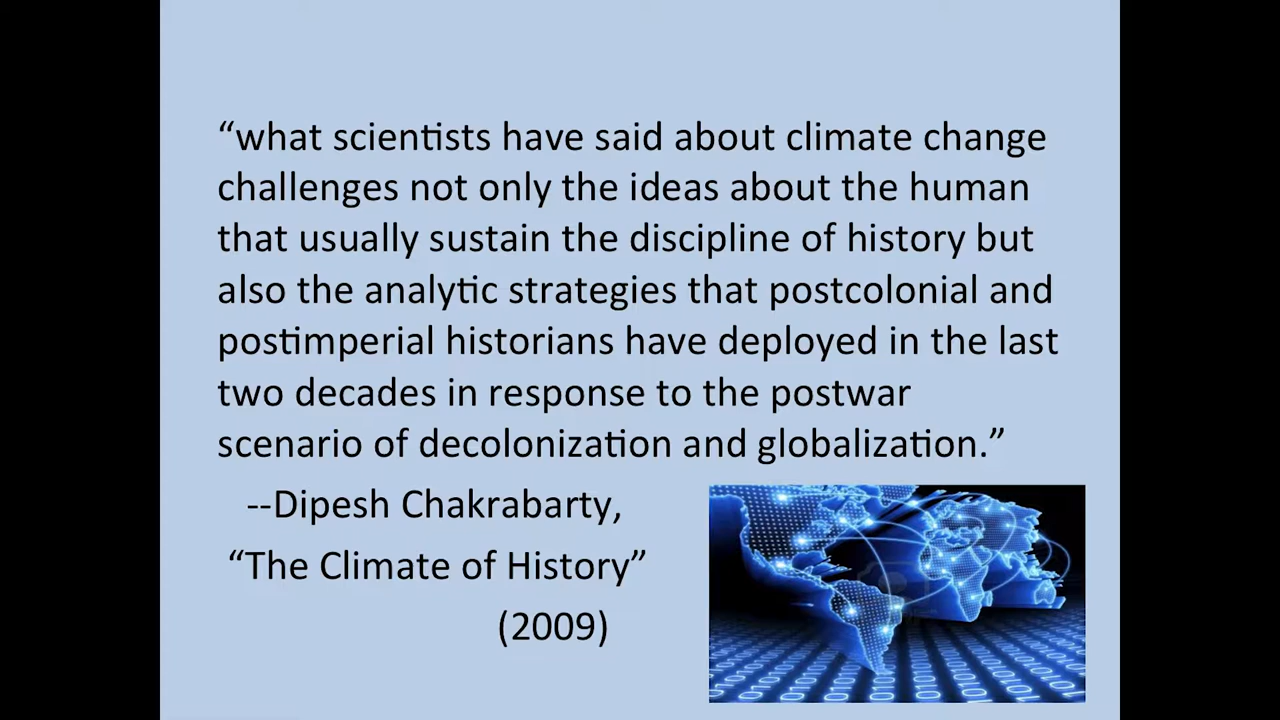 “what scientists have said about climate change
challenges not only the ideas about the human
that usually sustain the discipline of history but
also the analytic strategies that postcolonial and
postimperial historians have deployed in the last
two decades in response to the postwar
scenario of decolonization and globalization.”
--Dipesh Chakrabarty,
“The Climate of History”
(2009)